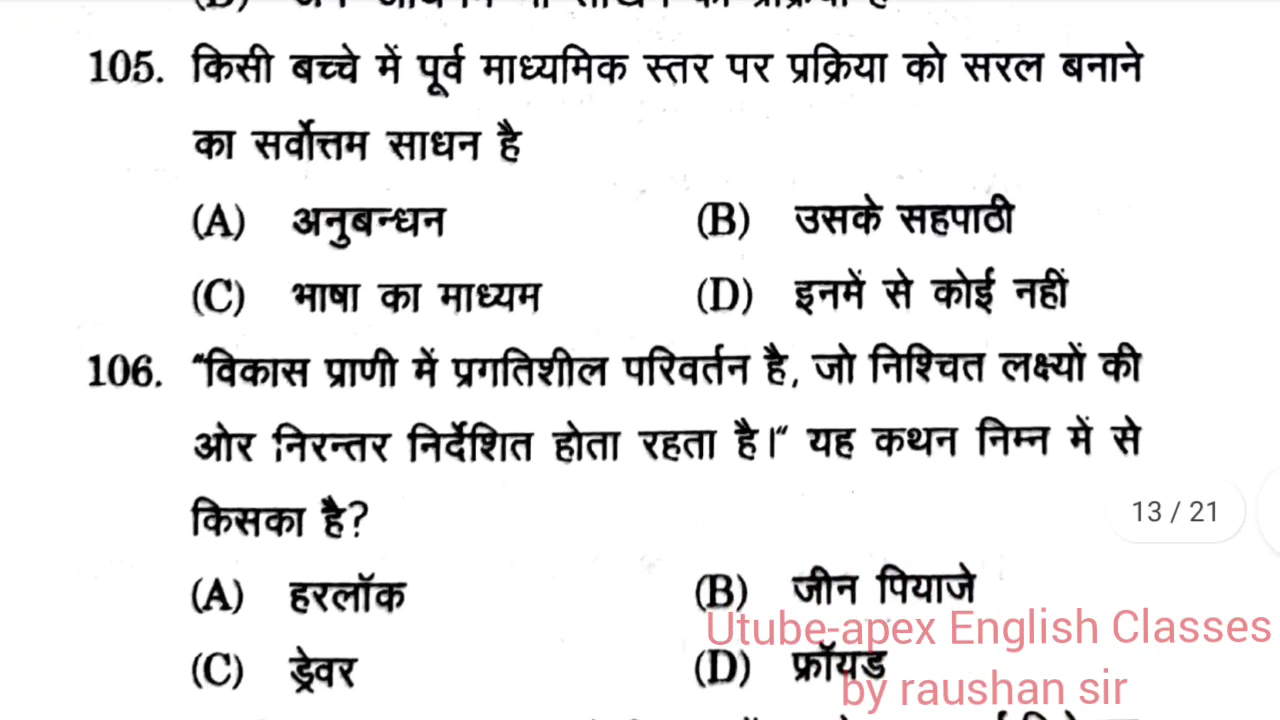 105. किसी बच्चे में पूर्व माध्यमिक स्तर पर प्रक्रिया को सरल बनाने
का सर्वोत्तम साधन है
(A) अनुबन्धन (B) उसके सहपाठी
(C) भाषा का माध्यम (D) इनमें से कोई नहीं
106. “विकास प्राणी में प्रगतिशील परिवर्तन है, जो निश्चित लक्ष्यों की
ओर निरन्तर निर्देशित होता रहता है।“ यह कथन निम्न में से
किसका है?
13 / 21
(A) हरलॉक (B) जीन पियाजे
Utube-apex English Classes
(C) ड्रेवर (D) फ्रॉयड
by raushan sir